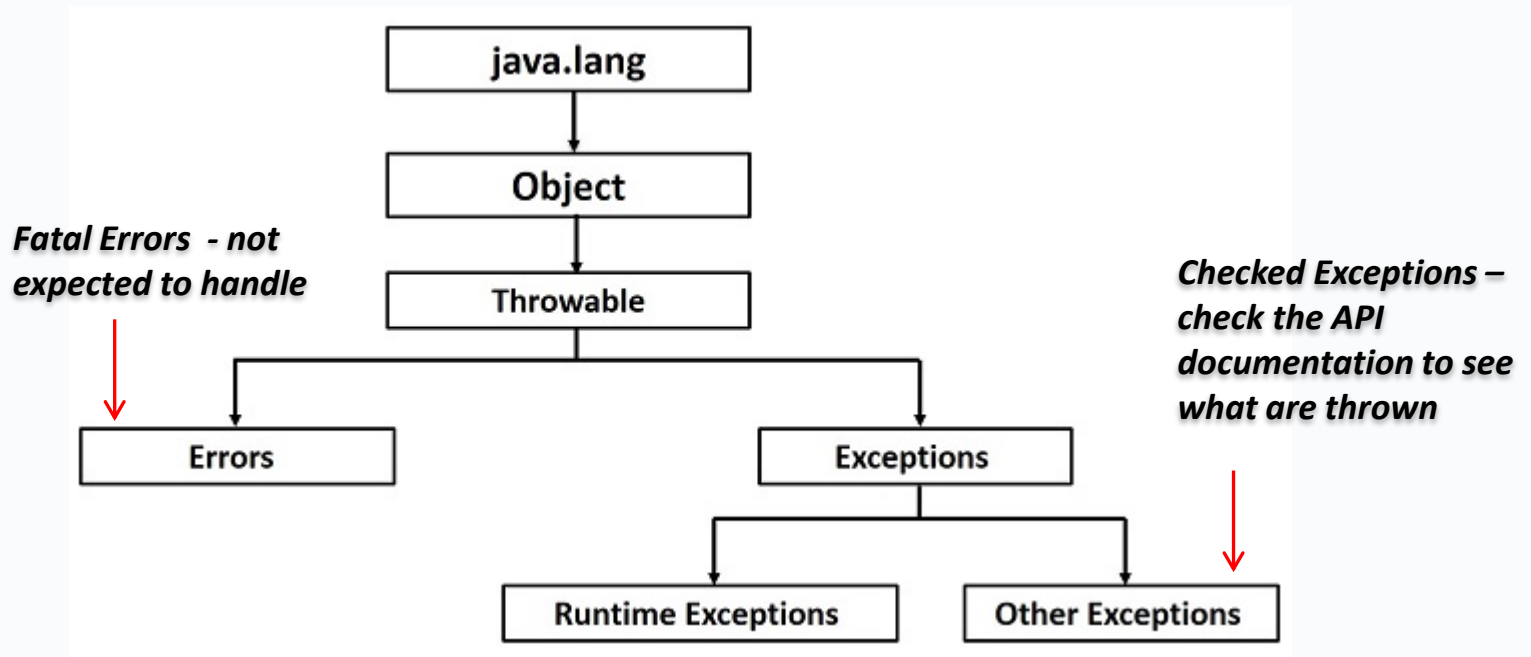 java.lang
Object
Fatal Errors - not
expected to handle
Throwable
Checked Exceptions –
check the API
documentation to see
what are thrown
Errors
Exceptions
Runtime Exceptions
Other Exceptions